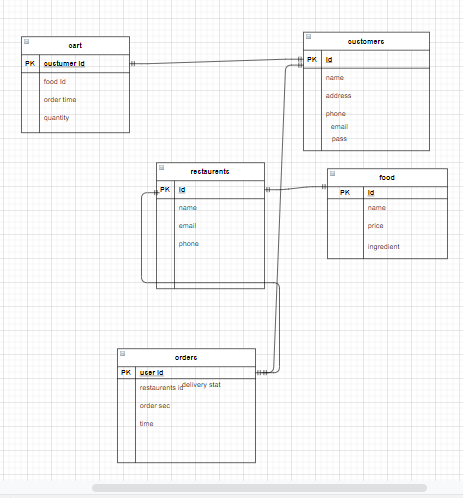 cart
PK custumer id
food id
order time
quantity
customers
PK id
name
address
phone
email
pass
restaurents
PK id
name
email
phone
food
PK id
name
price
ingredient
orders
PK user id
restaurents id
delivery stat
order sec
time